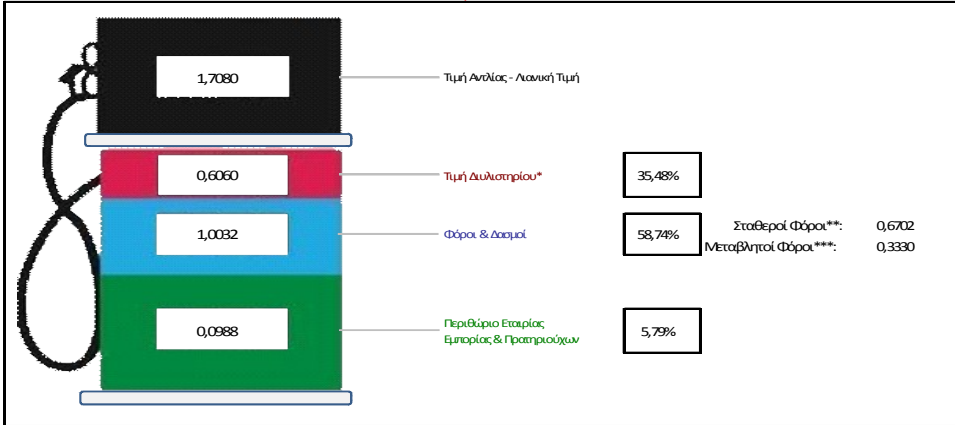 1,7080
Τιμή Αντλίας - Λιανική Τιμή
0,6060
Τιμή Διυλιστηρίου*
35,48%
1,0032
Φόροι & Δασμοί
58,74%
Σταθεροί Φόροι**: 0,6702
Μεταβλητοί Φόροι***: 0,3330
0,0988
Περιθώριο Εταιρίας
Εμπορίας & Πρατηριούχων
5,79%